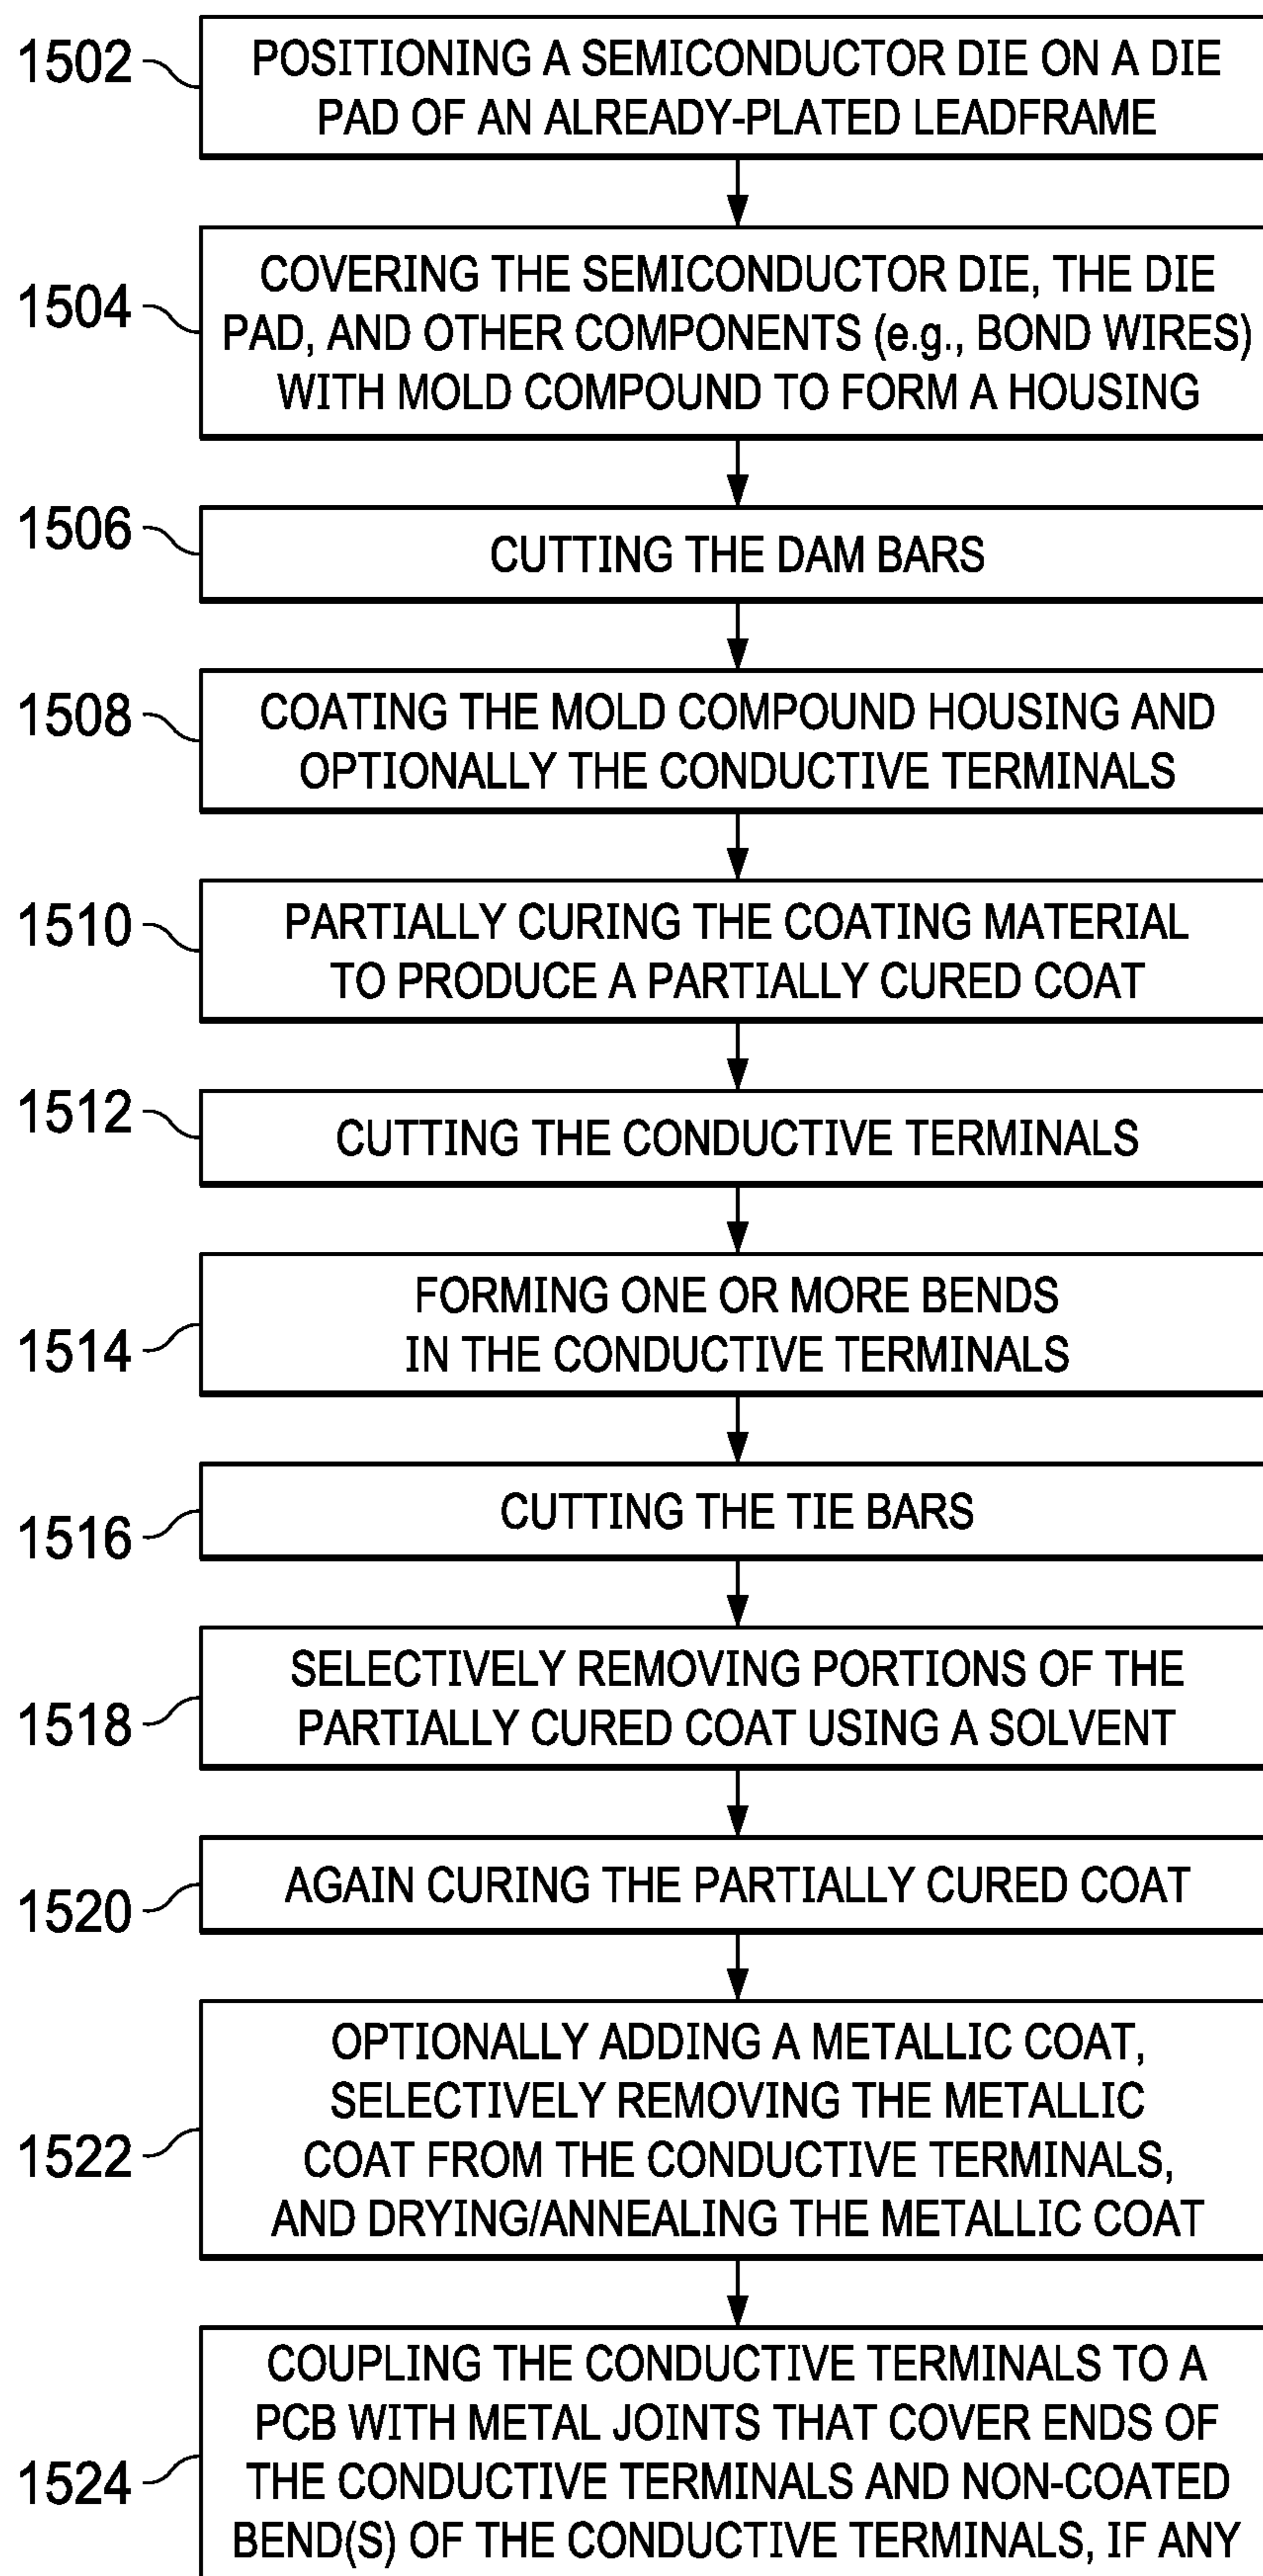 1502
POSITIONING A SEMICONDUCTOR DIE ON A DIE
PAD OF AN ALREADY-PLATED LEADFRAME
1504
COVERING THE SEMICONDUCTOR DIE, THE DIE
PAD, AND OTHER COMPONENTS (e.g., BOND WIRES)
WITH MOLD COMPOUND TO FORM A HOUSING
1506
CUTTING THE DAM BARS
1508
COATING THE MOLD COMPOUND HOUSING AND
OPTIONALLY THE CONDUCTIVE TERMINALS
1510
PARTIALLY CURING THE COATING MATERIAL
TO PRODUCE A PARTIALLY CURED COAT
1512
CUTTING THE CONDUCTIVE TERMINALS
1514
FORMING ONE OR MORE BENDS
IN THE CONDUCTIVE TERMINALS
1516
CUTTING THE TIE BARS
1518
SELECTIVELY REMOVING PORTIONS OF THE
PARTIALLY CURED COAT USING A SOLVENT
1520
AGAIN CURING THE PARTIALLY CURED COAT
1522
OPTIONALLY ADDING A METALLIC COAT,
SELECTIVELY REMOVING THE METALLIC
COAT FROM THE CONDUCTIVE TERMINALS,
AND DRYING/ANNEALING THE METALLIC COAT
1524
COUPLING THE CONDUCTIVE TERMINALS TO A
PCB WITH METAL JOINTS THAT COVER ENDS OF
THE CONDUCTIVE TERMINALS AND NON-COATED
BEND(S) OF THE CONDUCTIVE TERMINALS, IF ANY